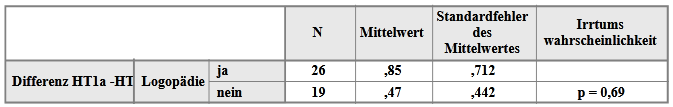 N Mittelwert Standardfehler des Mittelwertes Irrtums wahrscheinlichkeit
Differenz HT1a -HT Logopädie ja 26 ,85 ,712
nein 19 ,47 ,442 p = 0,69